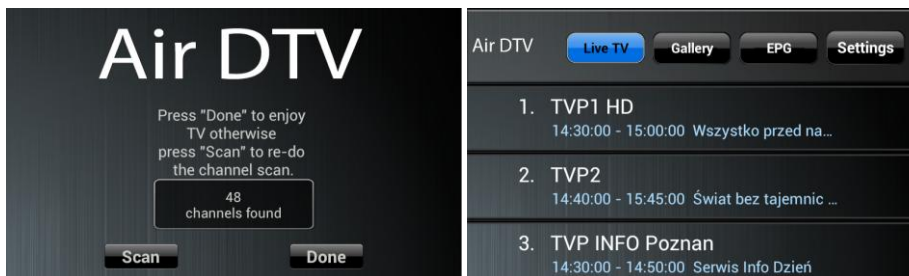 Air DTV
Press "Done" to enjoy
TV otherwise
press "Scan" to re-do
the channel scan.
48
channels found
Scan Done
Air DTV Live TV Gallery EPG Settings
1. TVP1 HD
14:30:00 - 15:00:00 Wszystko przed na...
2. TVP2
14:40:00 - 15:45:00 Świat bez tajemnic ...
3. TVP INFO Poznan
14:30:00 - 14:50:00 Serwis Info Dzień